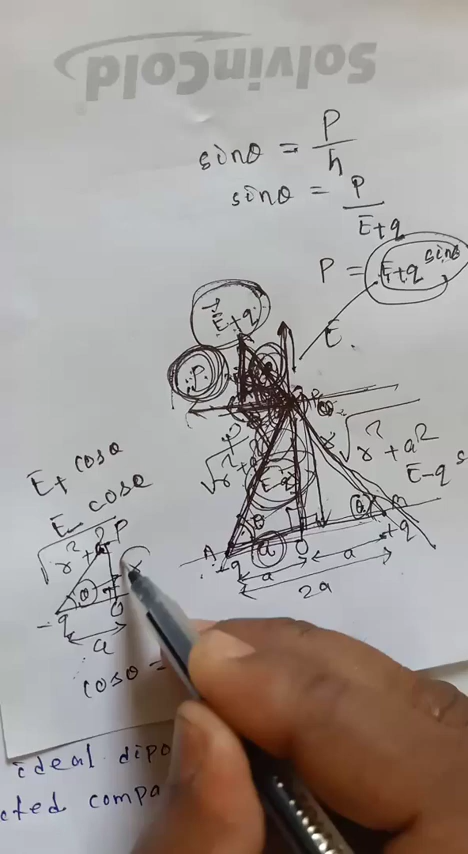 SolvinCold
sinθ = P/h
sinθ = P/E+q
P = E+q sinθ
E.
E+q
P
√r²+a²
E-q
E+ cosθ
E- cosθ
√r²+a² P
θ
A θ a O θ
-q a a +q
2a
-q O
a
cosθ =
ideal dipo
cted compa